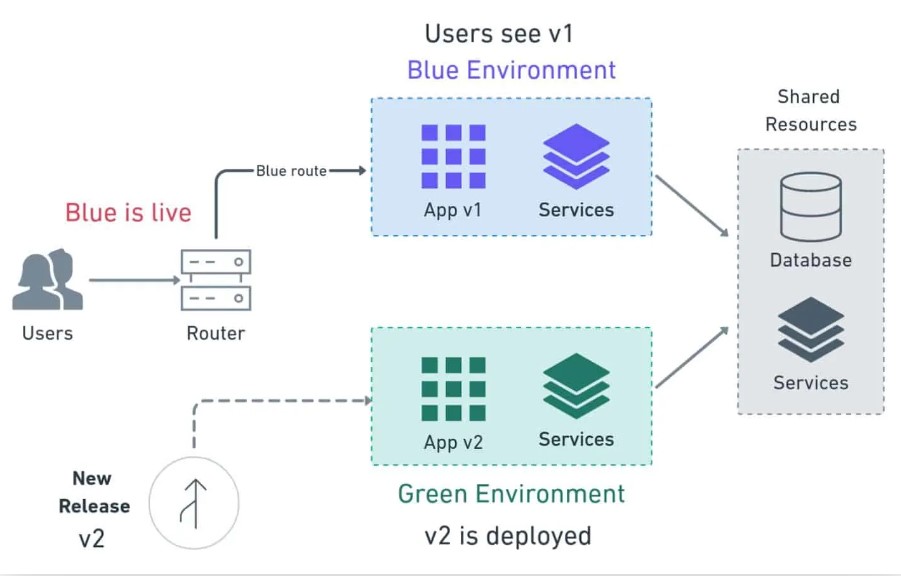 Users see v1
Blue Environment
Shared
Resources
Blue route
Blue is live
App v1
Services
Database
Users
Router
Services
App v2
Services
New
Release
v2
Green Environment
v2 is deployed